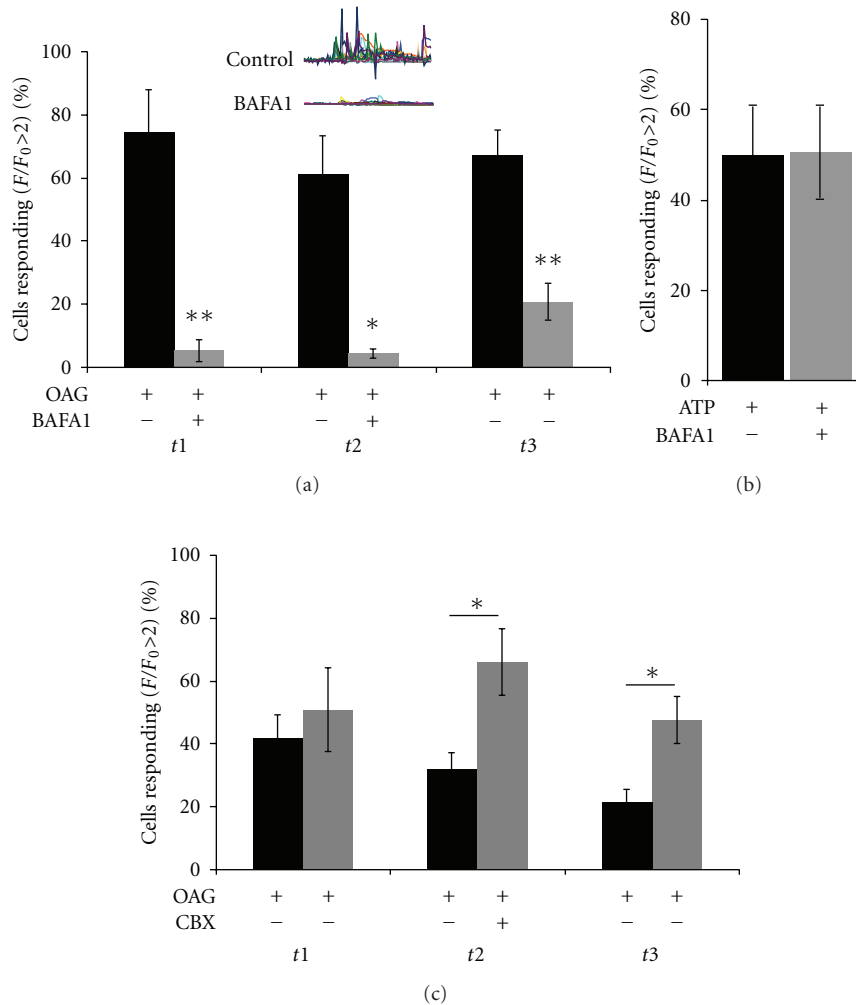 Control
BAFA1
Cells responding (F/F₀>2) (%)
100
80
60
40
20
0
∗∗
∗
∗∗
OAG + + + + + +
BAFA1 − + − + − −
t1 t2 t3
(a)
Cells responding (F/F₀>2) (%)
80
60
40
20
0
ATP + +
BAFA1 − +
(b)
Cells responding (F/F₀>2) (%)
100
80
60
40
20
0
∗
∗
OAG + + + + + +
CBX − − − + − −
t1 t2 t3
(c)